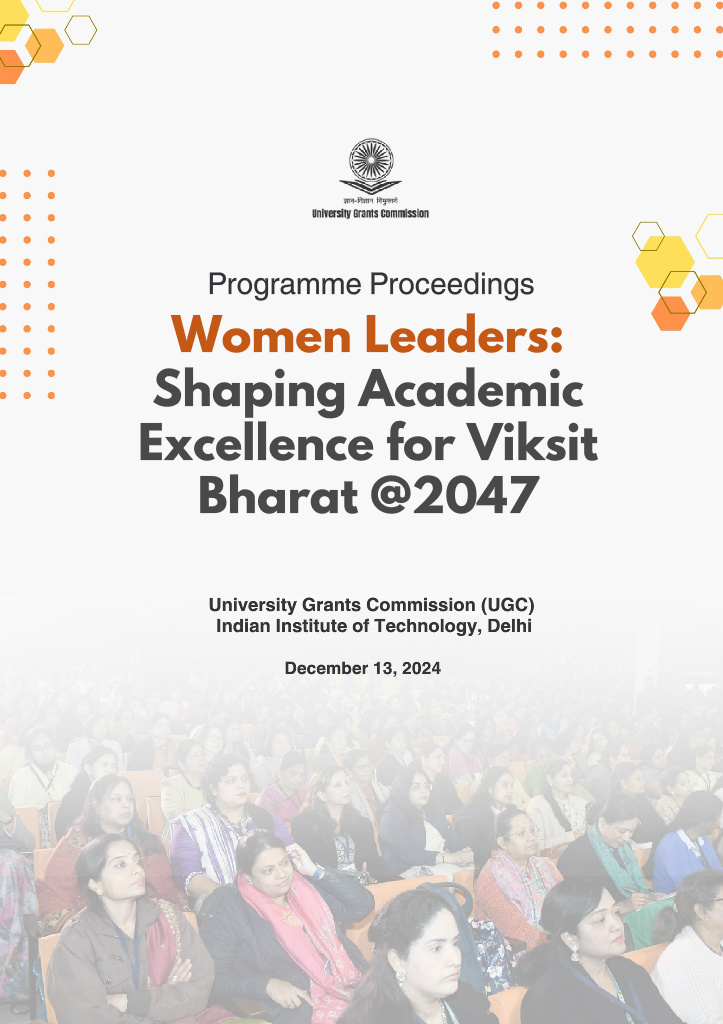 ज्ञान-विज्ञान विमुक्तये
University Grants Commission
Programme Proceedings
Women Leaders:
Shaping Academic
Excellence for Viksit
Bharat @2047
University Grants Commission (UGC)
Indian Institute of Technology, Delhi
December 13, 2024